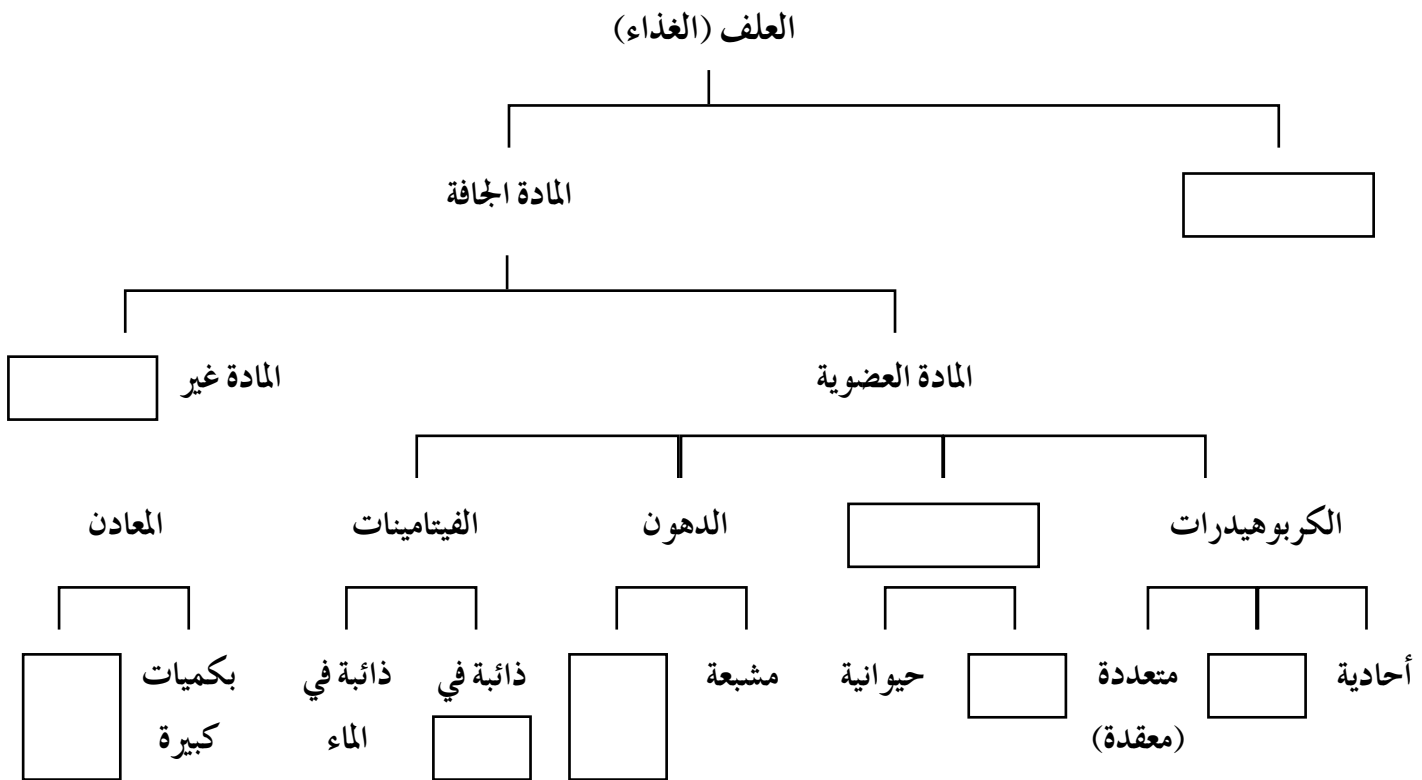 العلف (الغذاء)
المادة الجافة
المادة العضوية
المادة غير
الكربوهيدرات
الدهون
الفيتامينات
المعادن
أحادية
متعددة
(معقدة)
حيوانية
مشبعة
ذائبة في
ذائبة في
الماء
بكميات
كبيرة